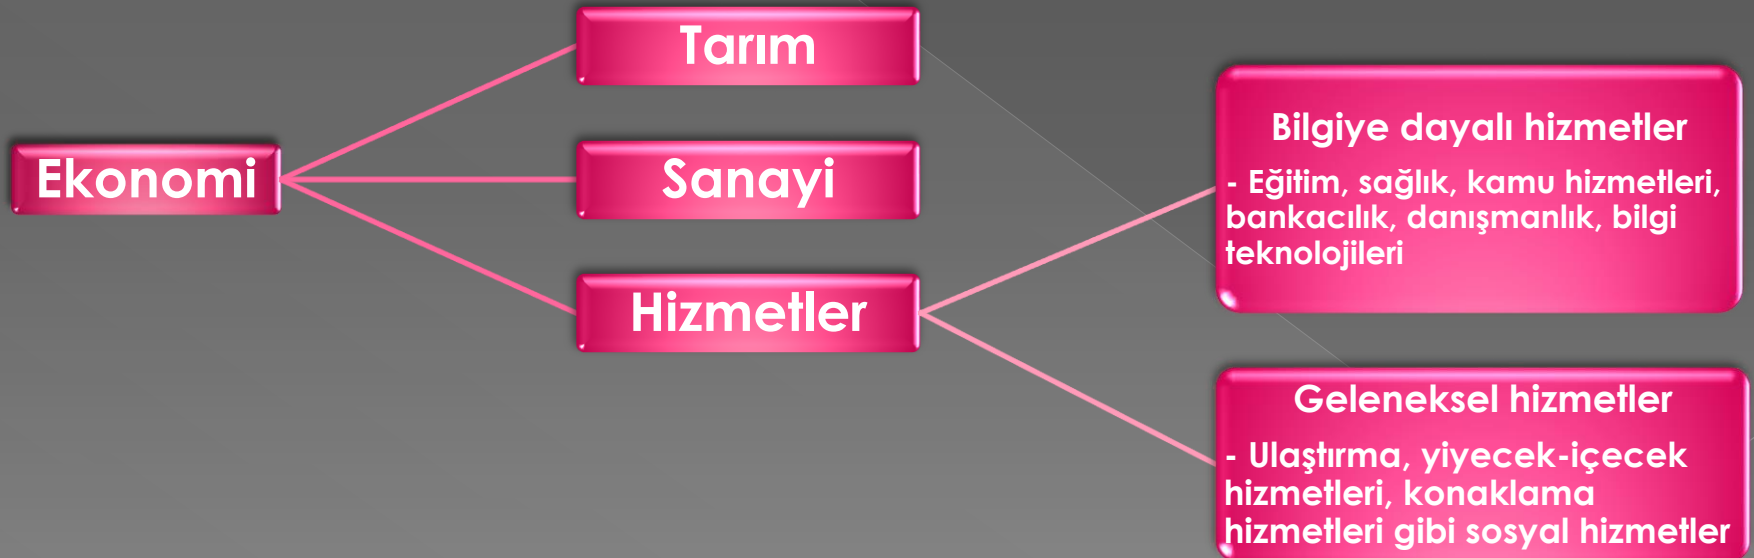 Ekonomi
Tarım
Sanayi
Hizmetler
Bilgiye dayalı hizmetler
- Eğitim, sağlık, kamu hizmetleri,
bankacılık, danışmanlık, bilgi
teknolojileri
Geleneksel hizmetler
- Ulaştırma, yiyecek-içecek
hizmetleri, konaklama
hizmetleri gibi sosyal hizmetler